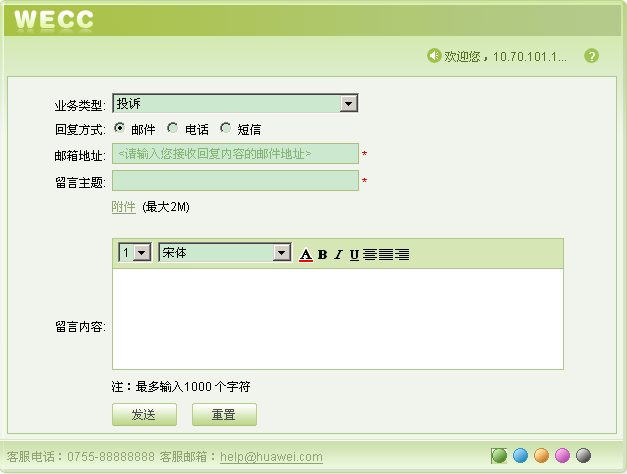 WECC
欢迎您，10.70.101.1... ?
业务类型: 投诉
回复方式: 邮件 电话 短信
邮箱地址: <请输入您接收回复内容的邮件地址> *
留言主题: *
附件 (最大2M)
1 宋体 A B I U
留言内容:
注：最多输入1000 个字符
发送 重置
客服电话：0755-88888888 客服邮箱：help@huawei.com